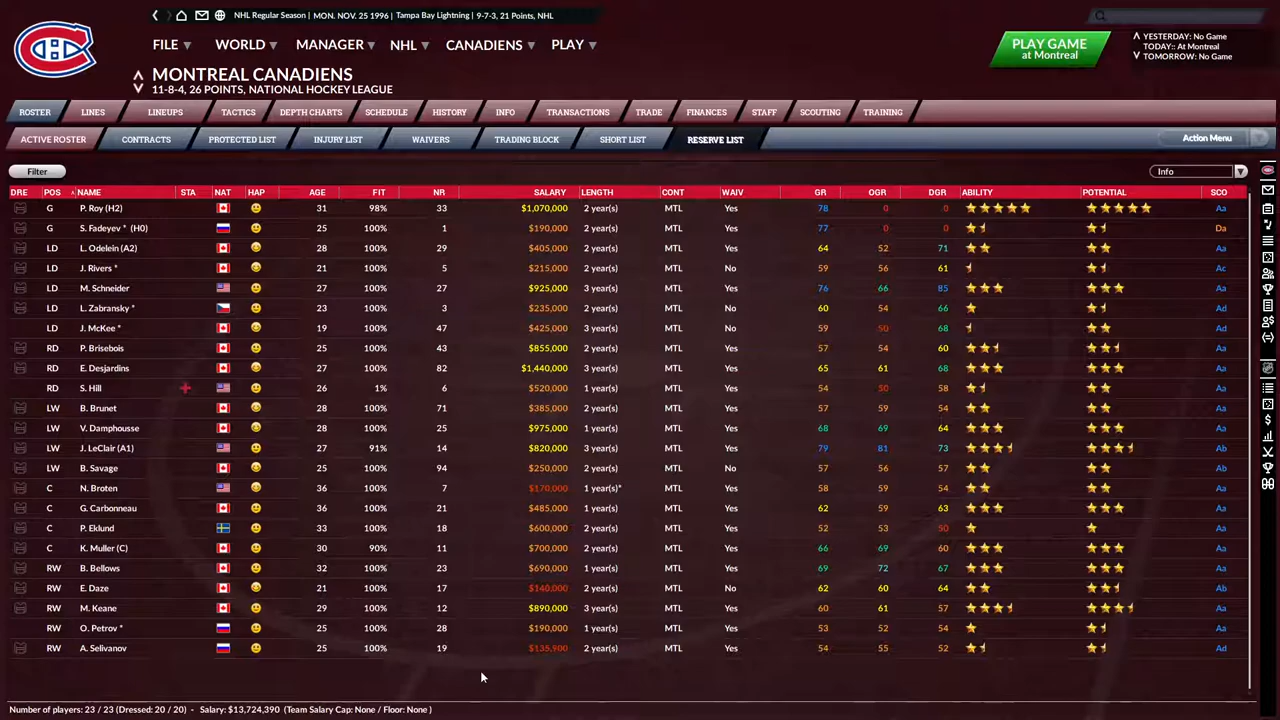 NHL Regular Season | MON. NOV. 25 1996 | Tampa Bay Lightning | 9-7-3, 21 Points, NHL
FILE WORLD MANAGER NHL CANADIENS PLAY
PLAY GAME
at Montreal
YESTERDAY: No Game
TODAY:: At Montreal
TOMORROW: No Game
MONTREAL CANADIENS
11-8-4, 26 POINTS, NATIONAL HOCKEY LEAGUE
ROSTER LINES LINEUPS TACTICS DEPTH CHARTS SCHEDULE HISTORY INFO TRANSACTIONS TRADE FINANCES STAFF SCOUTING TRAINING
ACTIVE ROSTER CONTRACTS PROTECTED LIST INJURY LIST WAIVERS TRADING BLOCK SHORT LIST RESERVE LIST Action Menu
Filter Info
DRE POS NAME STA NAT HAP AGE FIT NR SALARY LENGTH CONT WAIV GR OGR DGR ABILITY POTENTIAL SCO
G P. Roy (H2) 31 98% 33 $1,070,000 2 year(s) MTL Yes 78 0 0 Aa
G S. Fadeyev * (H0) 25 100% 1 $190,000 2 year(s) MTL Yes 77 0 0 Da
LD L. Odelein (A2) 28 100% 29 $405,000 2 year(s) MTL Yes 64 52 71 Aa
LD J. Rivers * 21 100% 5 $215,000 2 year(s) MTL No 59 56 61 Ac
LD M. Schneider 27 100% 27 $925,000 3 year(s) MTL Yes 76 66 85 Aa
LD L. Zabransky * 23 100% 3 $235,000 2 year(s) MTL No 60 54 66 Ad
LD J. McKee * 19 100% 47 $425,000 3 year(s) MTL No 59 50 68 Aa
RD P. Brisebois 25 100% 43 $855,000 2 year(s) MTL Yes 57 54 60 Aa
RD E. Desjardins 27 100% 82 $1,440,000 3 year(s) MTL Yes 65 61 68 Aa
RD S. Hill 26 1% 6 $520,000 1 year(s) MTL Yes 54 50 58 Aa
LW B. Brunet 28 100% 71 $385,000 2 year(s) MTL Yes 57 59 54 Aa
LW V. Damphousse 28 100% 25 $975,000 1 year(s) MTL Yes 68 69 64 Aa
LW J. LeClair (A1) 27 91% 14 $820,000 3 year(s) MTL Yes 79 81 73 Ab
LW B. Savage 25 100% 94 $250,000 2 year(s) MTL No 57 56 57 Aa
C N. Broten 36 100% 7 $170,000 1 year(s)* MTL Yes 58 59 54 Aa
C G. Carbonneau 36 100% 21 $485,000 1 year(s) MTL Yes 62 59 63 Aa
C P. Eklund 33 100% 18 $600,000 2 year(s) MTL Yes 52 53 50 Aa
C K. Muller (C) 30 90% 11 $700,000 2 year(s) MTL Yes 66 69 60 Aa
RW B. Bellows 32 100% 23 $690,000 1 year(s) MTL Yes 69 72 67 Aa
RW E. Daze 21 100% 17 $140,000 2 year(s) MTL No 62 60 64 Ab
RW M. Keane 29 100% 12 $890,000 3 year(s) MTL Yes 60 61 57 Aa
RW O. Petrov * 25 100% 28 $190,000 1 year(s) MTL Yes 53 52 54 Aa
RW A. Selivanov 25 100% 19 $135,900 2 year(s) MTL Yes 54 55 52 Ad
Number of players: 23 / 23 (Dressed: 20 / 20) - Salary: $13,724,390 (Team Salary Cap: None / Floor: None )